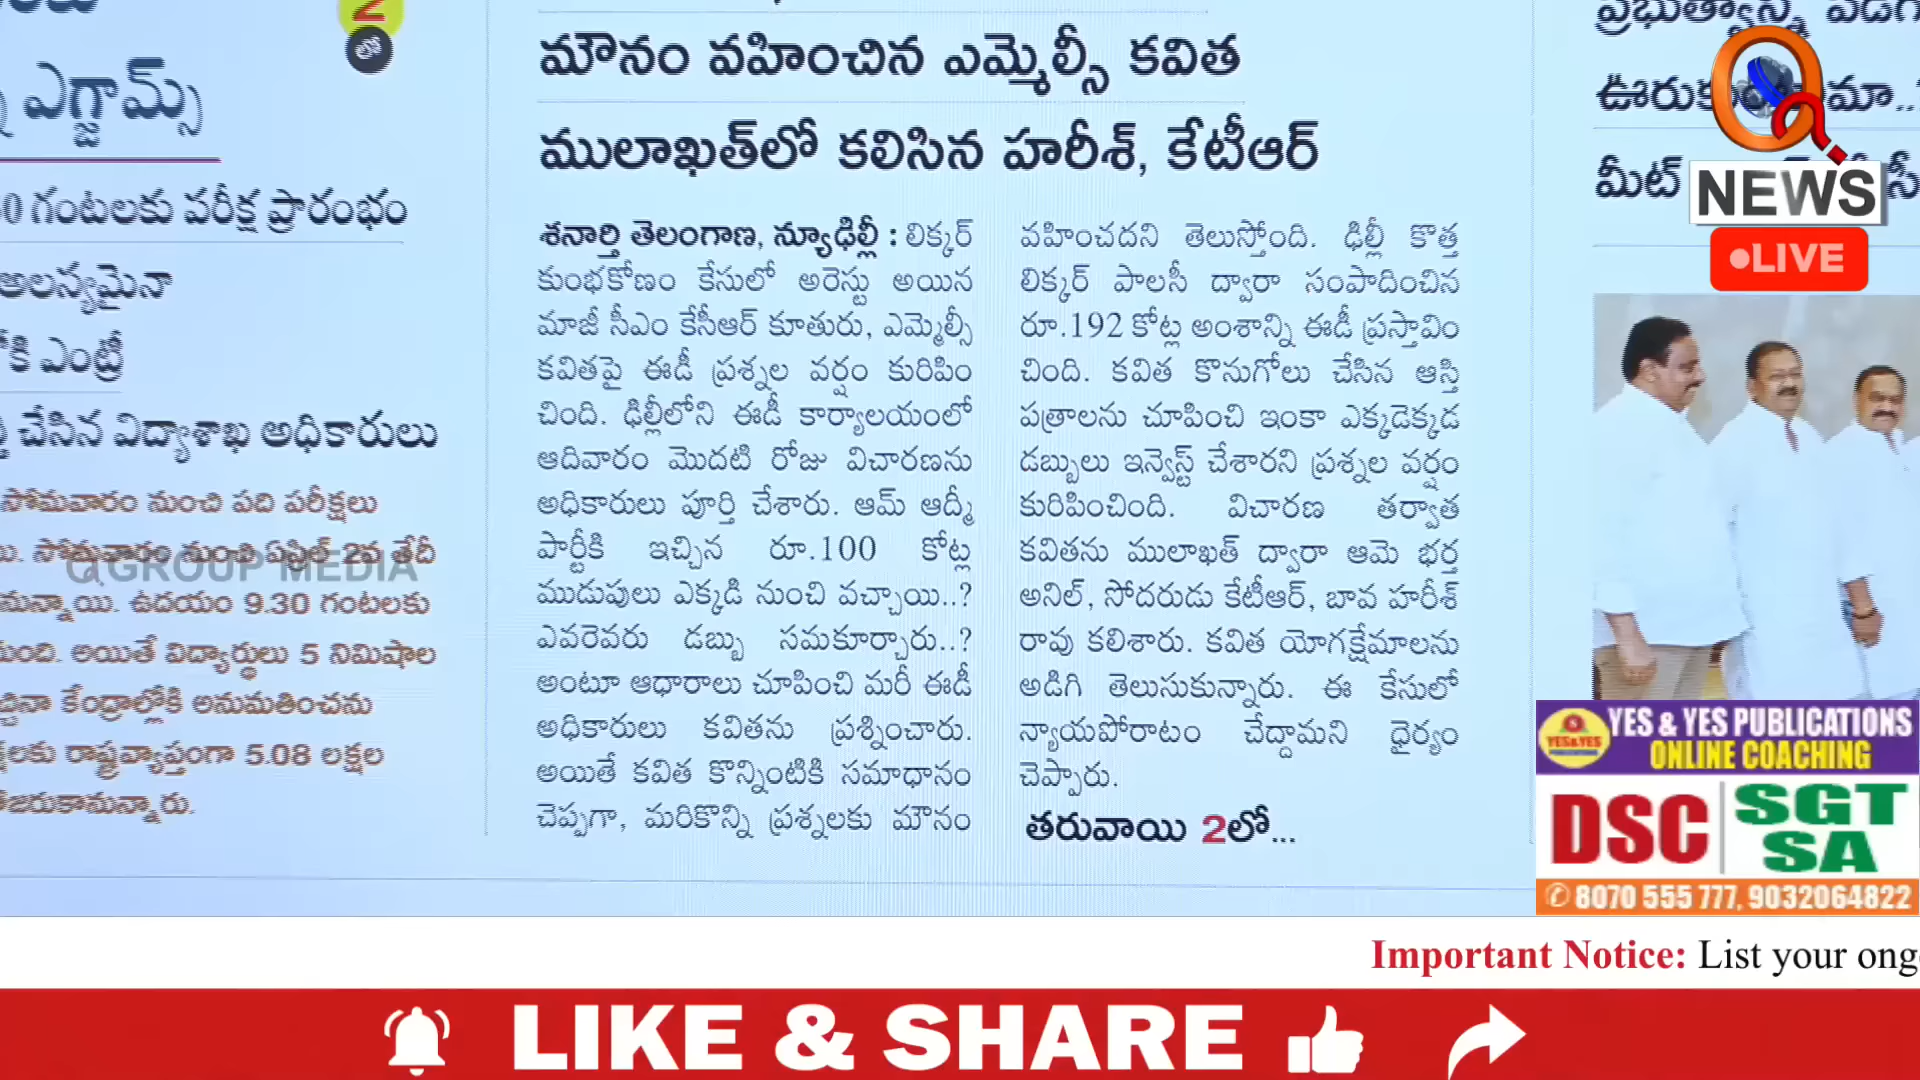 2
లో
ఎగ్జామ్స్
గంటలకు పరీక్ష ప్రారంభం
అలస్యమైనా
కి ఎంట్రీ
చేసిన విద్యాశాఖ అధికారులు
సోమవారం నుంచి పది పరీక్షలు
సోమవారం నుంచి ఏప్రిల్ 2వ తేదీ
GROUP MEDIA
ఉదయం 9.30 గంటలకు
అయితే విద్యార్థులు 5 నిమిషాల
కేంద్రాల్లోకి అనుమతించను
రాష్ట్రవ్యాప్తంగా 5.08 లక్షల
మౌనం వహించిన ఎమ్మెల్సీ కవిత
ములాఖత్‌లో కలిసిన హరీశ్, కేటీఆర్
శనార్తి తెలంగాణ, న్యూఢిల్లీ : లిక్కర్
కుంభకోణం కేసులో అరెస్టు అయిన
మాజీ సీఎం కేసీఆర్ కూతురు, ఎమ్మెల్సీ
కవితపై ఈడీ ప్రశ్నల వర్షం కురిపిం
చింది. ఢిల్లీలోని ఈడీ కార్యాలయంలో
ఆదివారం మొదటి రోజు విచారణను
అధికారులు పూర్తి చేశారు. ఆమ్ ఆద్మీ
పార్టీకి ఇచ్చిన రూ.100 కోట్ల
ముడుపులు ఎక్కడి నుంచి వచ్చాయి..?
ఎవరెవరు డబ్బు సమకూర్చారు..?
అంటూ ఆధారాలు చూపించి మరీ ఈడీ
అధికారులు కవితను ప్రశ్నించారు.
అయితే కవిత కొన్నింటికి సమాధానం
చెప్పగా, మరికొన్ని ప్రశ్నలకు మౌనం
వహించదని తెలుస్తోంది. ఢిల్లీ కొత్త
లిక్కర్ పాలసీ ద్వారా సంపాదించిన
రూ.192 కోట్ల అంశాన్ని ఈడీ ప్రస్తావిం
చింది. కవిత కొనుగోలు చేసిన ఆస్తి
పత్రాలను చూపించి ఇంకా ఎక్కడెక్కడ
డబ్బులు ఇన్వెస్ట్ చేశారని ప్రశ్నల వర్షం
కురిపించింది. విచారణ తర్వాత
కవితను ములాఖత్ ద్వారా ఆమె భర్త
అనిల్, సోదరుడు కేటీఆర్, బావ హరీశ్
రావు కలిశారు. కవిత యోగక్షేమాలను
అడిగి తెలుసుకున్నారు. ఈ కేసులో
న్యాయపోరాటం చేద్దామని ధైర్యం
చెప్పారు.
తరువాయి 2లో...
మీట్
NEWS
LIVE
YES & YES PUBLICATIONS
ONLINE COACHING
DSC SGT
SA
8070 555 777, 9032064822
Important Notice: List your
LIKE & SHARE